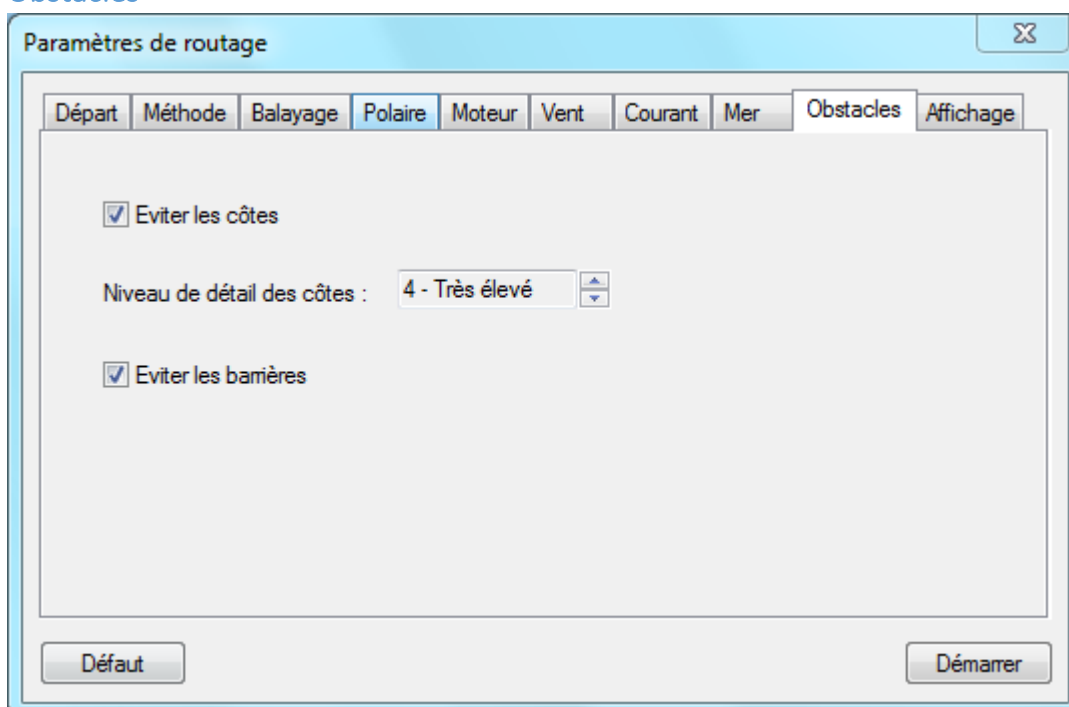 Obstacles
Paramètres de routage
Départ Méthode Balayage Polaire Moteur Vent Courant Mer Obstacles Affichage
Eviter les côtes
Niveau de détail des côtes : 4 - Très élevé
Eviter les barrières
Défaut Démarrer